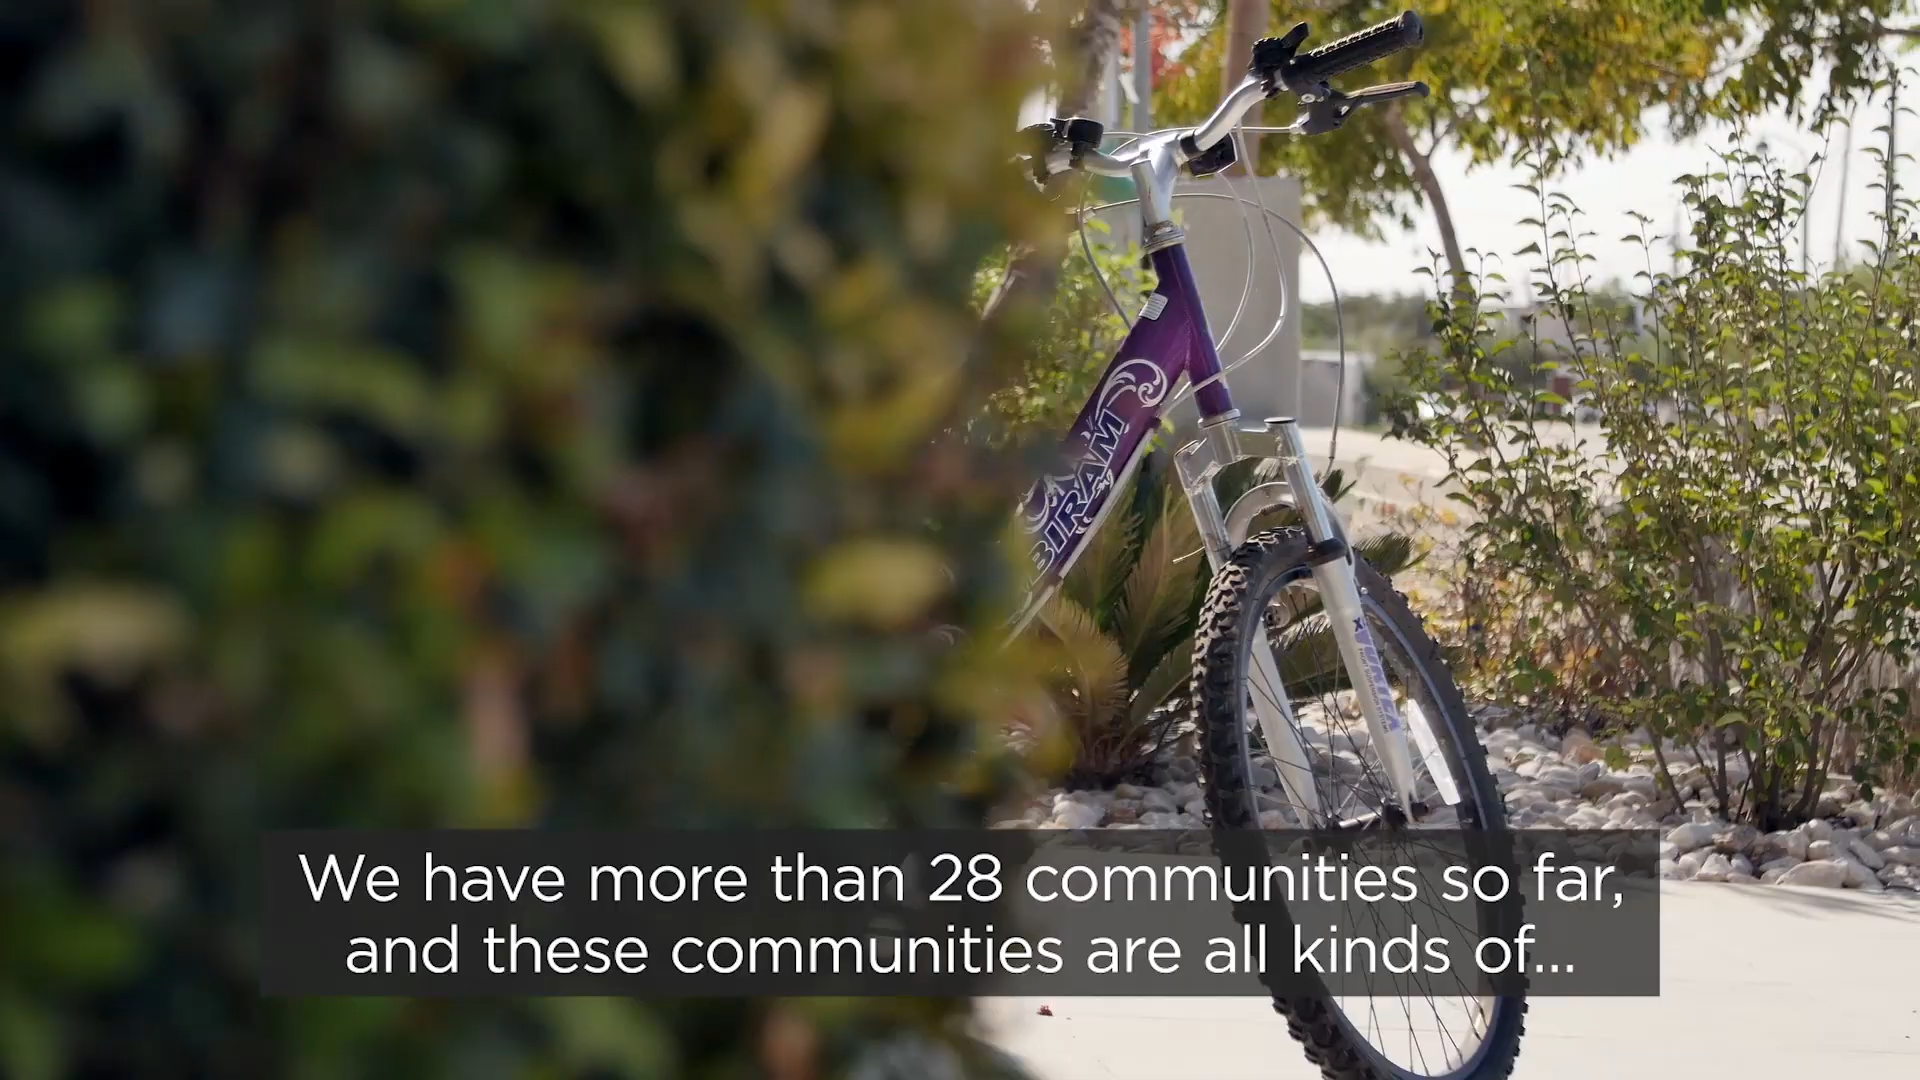 BIRAM
We have more than 28 communities so far,
and these communities are all kinds of...